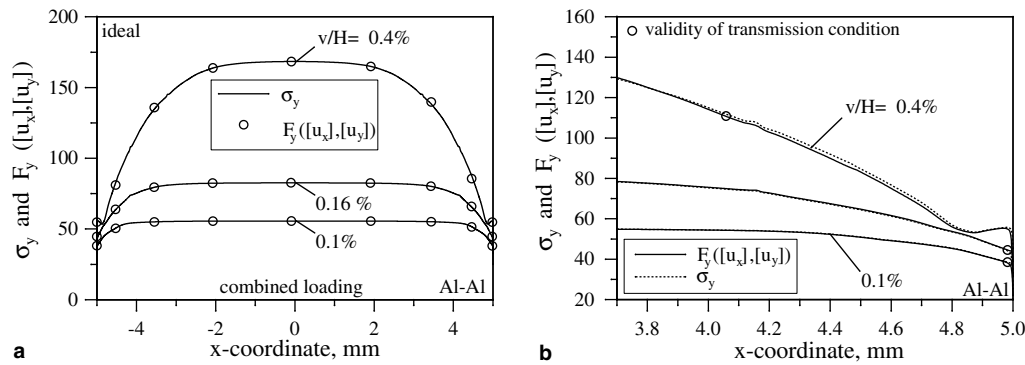 200
150
100
50
0
σy and Fy ([ux],[uy])
ideal
v/H= 0.4%
σy
Fy([ux],[uy])
0.16 %
0.1%
combined loading
Al-Al
-4
-2
0
2
4
x-coordinate, mm
a
160
140
120
100
80
60
40
20
σy and Fy ([ux],[uy])
validity of transmission condition
v/H= 0.4%
Fy([ux],[uy])
σy
0.1%
Al-Al
3.8
4.0
4.2
4.4
4.6
4.8
5.0
x-coordinate, mm
b